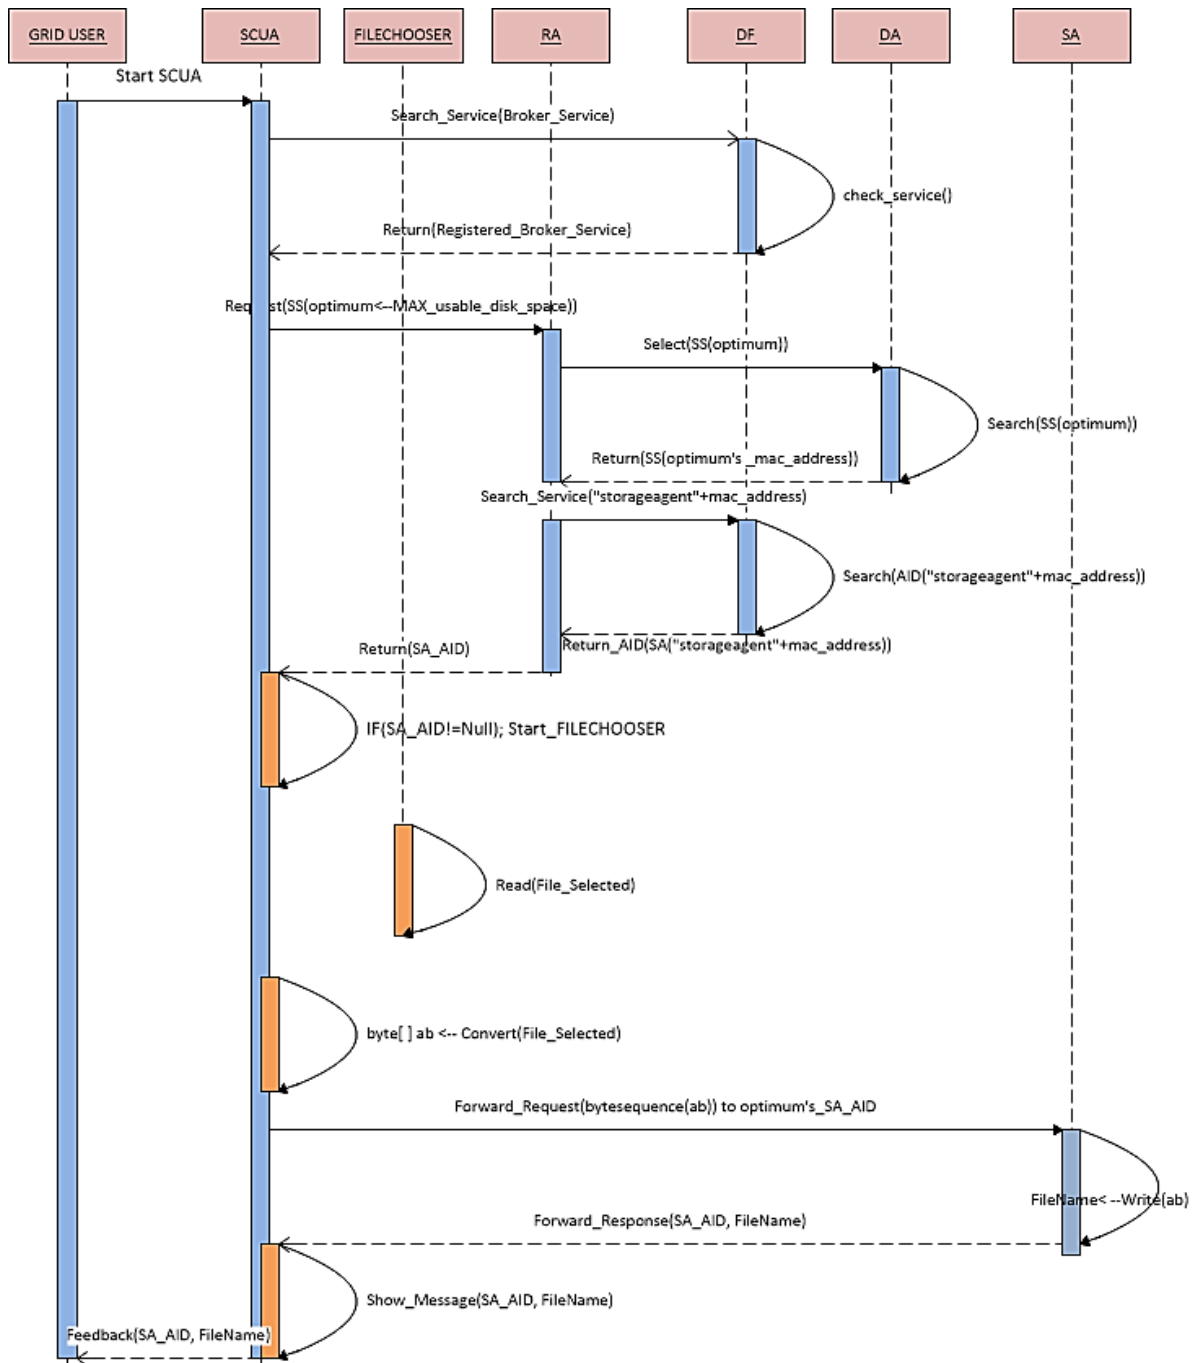 GRID USER
SCUA
FILECHOOSER
RA
DF
DA
SA
Start SCUA
Search_Service(Broker_Service)
check_service()
Return(Registered_Broker_Service)
Request(SS(optimum<--MAX_usable_disk_space))
Select(SS(optimum))
Search(SS(optimum))
Return(SS(optimum's _mac_address))
Search_Service("storageagent"+mac_address)
Search(AID("storageagent"+mac_address))
Return_AID(SA("storageagent"+mac_address))
Return(SA_AID)
IF(SA_AID!=Null); Start_FILECHOOSER
Read(File_Selected)
byte[ ] ab <-- Convert(File_Selected)
Forward_Request(bytesequence(ab)) to optimum's_SA_AID
FileName< --Write(ab)
Forward_Response(SA_AID, FileName)
Show_Message(SA_AID, FileName)
Feedback(SA_AID, FileName)